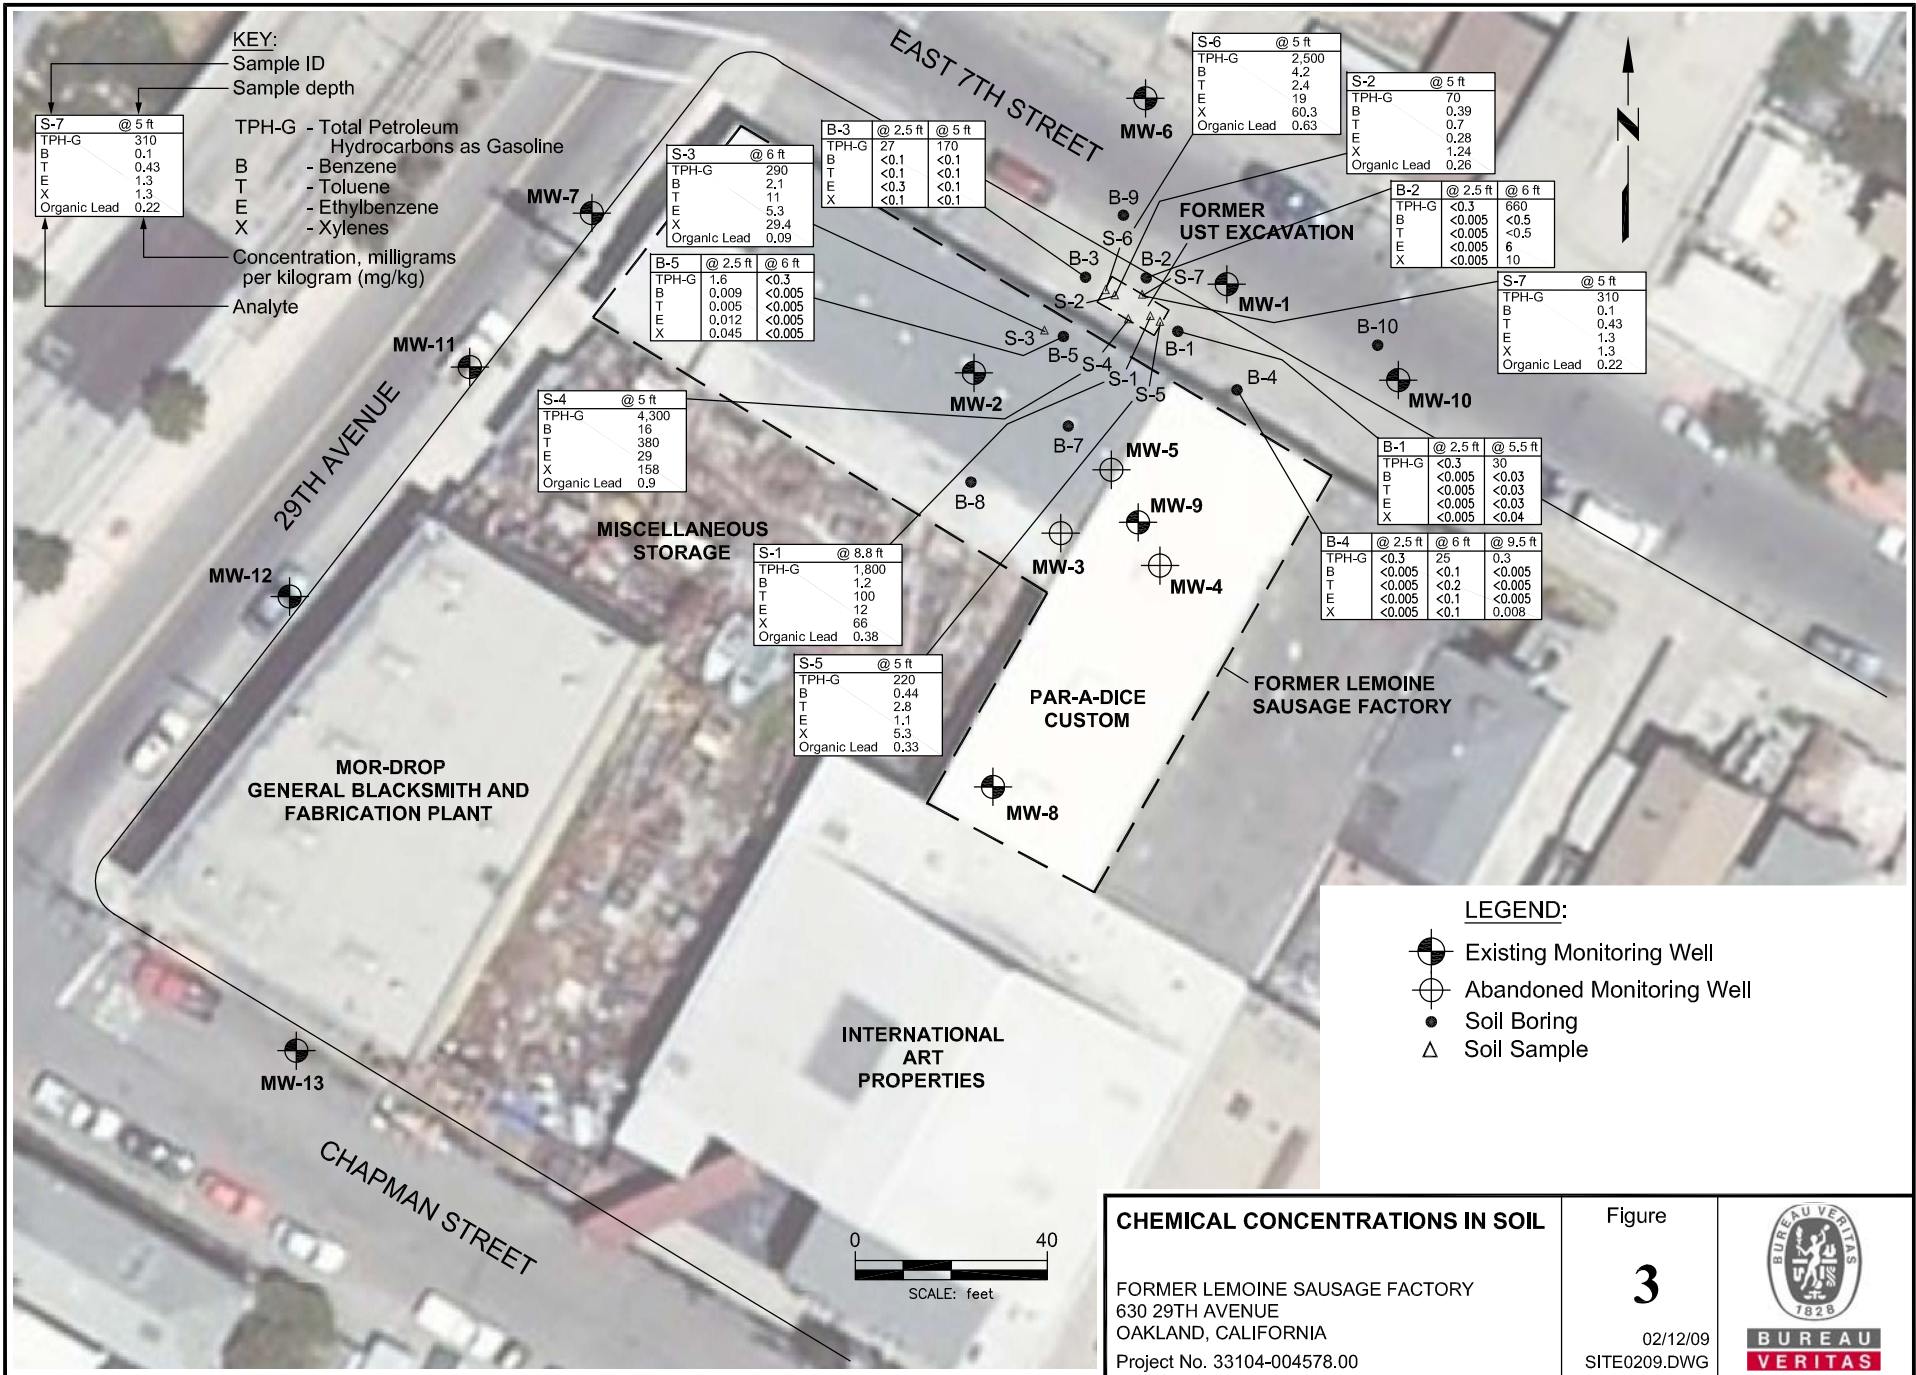 KEY:
Sample ID
Sample depth
S-7 @ 5 ft
TPH-G 310
B 0.1
T 0.43
E 1.3
X 1.3
Organic Lead 0.22
TPH-G - Total Petroleum
Hydrocarbons as Gasoline
B - Benzene
T - Toluene
E - Ethylbenzene
X - Xylenes
Concentration, milligrams
per kilogram (mg/kg)
Analyte
EAST 7TH STREET
S-6 @ 5 ft
TPH-G 2,500
B 4.2
T 2.4
E 19
X 60.3
Organic Lead 0.63
S-2 @ 5 ft
TPH-G 70
B 0.39
T 0.7
E 0.28
X 1.24
Organic Lead 0.26
N
MW-6
B-3 @ 2.5 ft @ 5 ft
TPH-G 27 170
B <0.1 <0.1
T <0.1 <0.1
E <0.3 <0.1
X <0.1 <0.1
S-3 @ 6 ft
TPH-G 290
B 2.1
T 11
E 5.3
X 29.4
Organic Lead 0.09
B-2 @ 2.5 ft @ 6 ft
TPH-G <0.3 660
B <0.005 <0.5
T <0.005 <0.5
E <0.005 6
X <0.005 10
MW-7
B-9
FORMER
UST EXCAVATION
S-6
B-3
B-2
S-7
S-2
MW-1
B-5 @ 2.5 ft @ 6 ft
TPH-G 1.6 <0.3
B 0.009 <0.005
T 0.005 <0.005
E 0.012 <0.005
X 0.045 <0.005
S-7 @ 5 ft
TPH-G 310
B 0.1
T 0.43
E 1.3
X 1.3
Organic Lead 0.22
MW-11
S-3
B-5
S-4
S-1
S-5
B-1
B-10
B-4
MW-10
MW-2
29TH AVENUE
S-4 @ 5 ft
TPH-G 4,300
B 16
T 380
E 29
X 158
Organic Lead 0.9
B-7
MW-5
B-8
MW-9
MW-3
MW-4
B-1 @ 2.5 ft @ 5.5 ft
TPH-G <0.3 30
B <0.005 <0.03
T <0.005 <0.03
E <0.005 <0.03
X <0.005 <0.04
MISCELLANEOUS
STORAGE
S-1 @ 8.8 ft
TPH-G 1,800
B 1.2
T 100
E 12
X 66
Organic Lead 0.38
B-4 @ 2.5 ft @ 6 ft @ 9.5 ft
TPH-G <0.3 25 0.3
B <0.005 <0.1 <0.005
T <0.005 <0.2 <0.005
E <0.005 <0.1 <0.005
X <0.005 <0.1 0.008
MW-12
S-5 @ 5 ft
TPH-G 220
B 0.44
T 2.8
E 1.1
X 5.3
Organic Lead 0.33
PAR-A-DICE
CUSTOM
FORMER LEMOINE
SAUSAGE FACTORY
MOR-DROP
GENERAL BLACKSMITH AND
FABRICATION PLANT
MW-8
MW-13
INTERNATIONAL
ART
PROPERTIES
CHAPMAN STREET
LEGEND:
Existing Monitoring Well
Abandoned Monitoring Well
Soil Boring
Soil Sample
0 40
SCALE: feet
CHEMICAL CONCENTRATIONS IN SOIL
FORMER LEMOINE SAUSAGE FACTORY
630 29TH AVENUE
OAKLAND, CALIFORNIA
Project No. 33104-004578.00
Figure
3
02/12/09
SITE0209.DWG
BUREAU VERITAS
1828
BUREAU
VERITAS